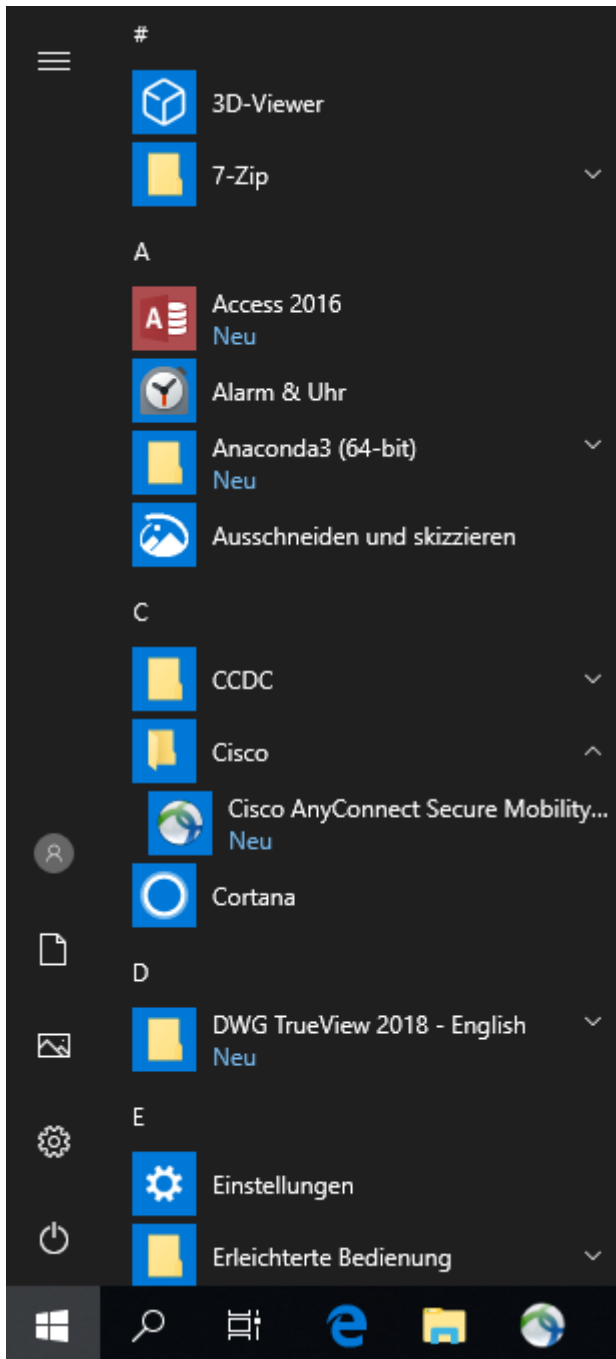 #
3D-Viewer
7-Zip
A
Access 2016
Neu
Alarm & Uhr
Anaconda3 (64-bit)
Neu
Ausschneiden und skizzieren
C
CCDC
Cisco
Cisco AnyConnect Secure Mobility...
Neu
Cortana
D
DWG TrueView 2018 - English
Neu
E
Einstellungen
Erleichterte Bedienung